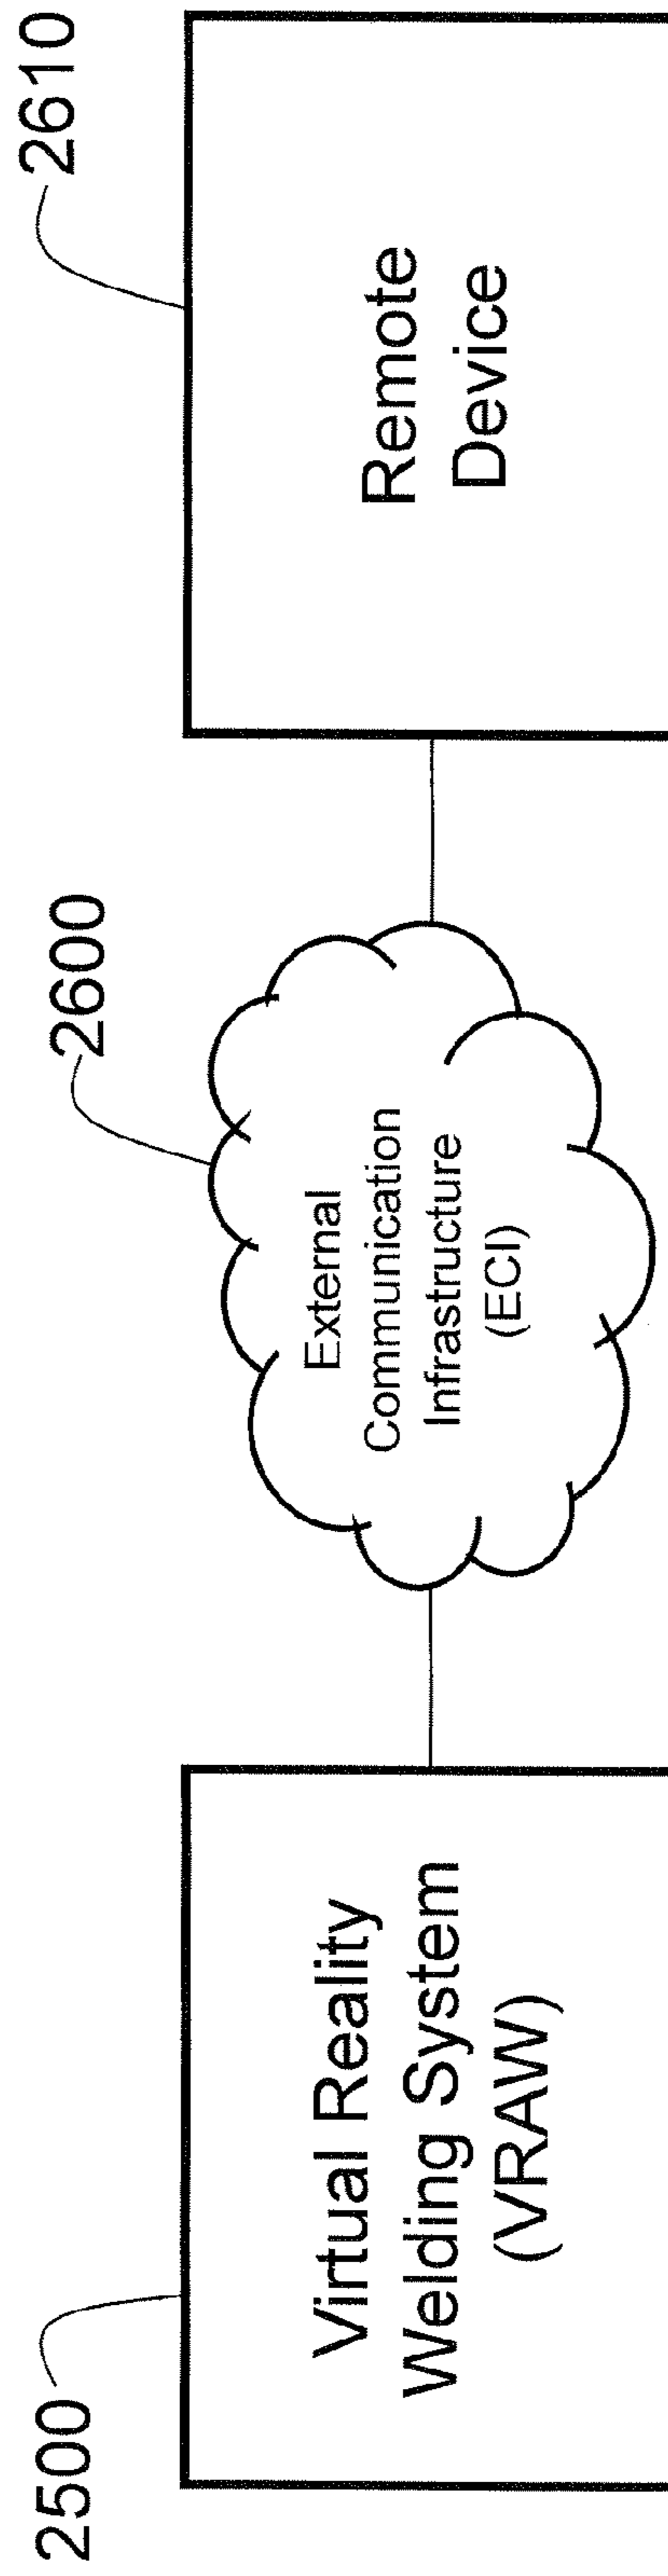 2500
Virtual Reality
Welding System
(VRAW)
2600
External
Communication
Infrastructure
(ECI)
2610
Remote
Device